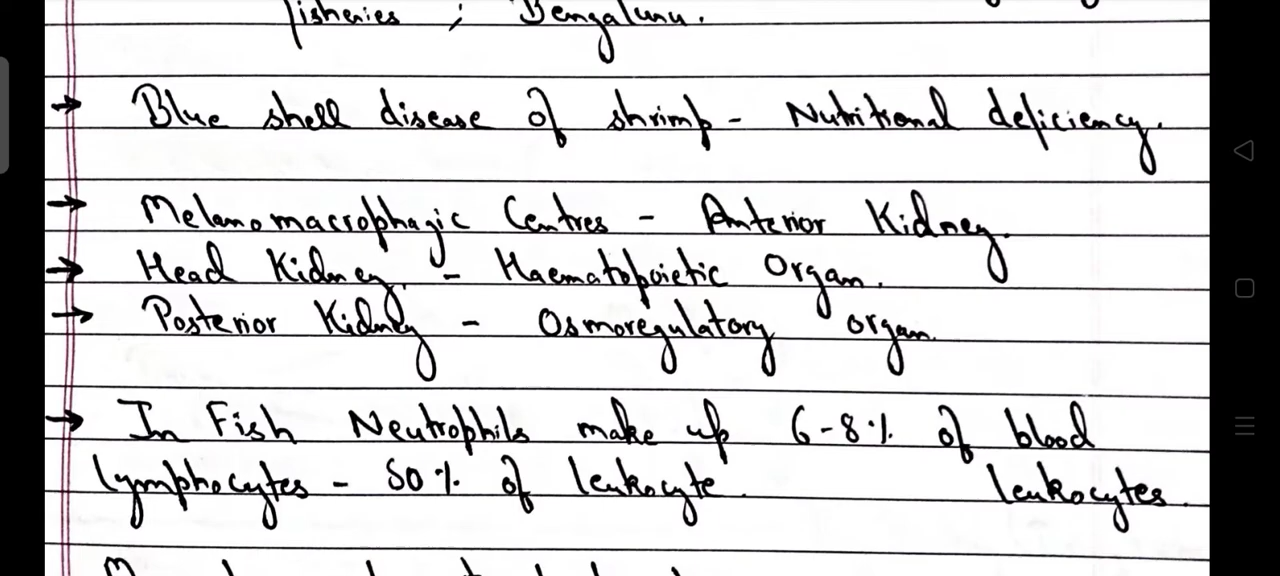 fisheries ; Bengaluru.
→ Blue shell disease of shrimp - Nutritional deficiency.
→ Melanomacrophagic Centres - Anterior Kidney.
→ Head Kidney - Haematopoietic Organ.
→ Posterior Kidney - Osmoregulatory organ.
→ In Fish Neutrophils make up 6-8% of blood
lymphocytes - 80% of leukocyte. leukocytes.